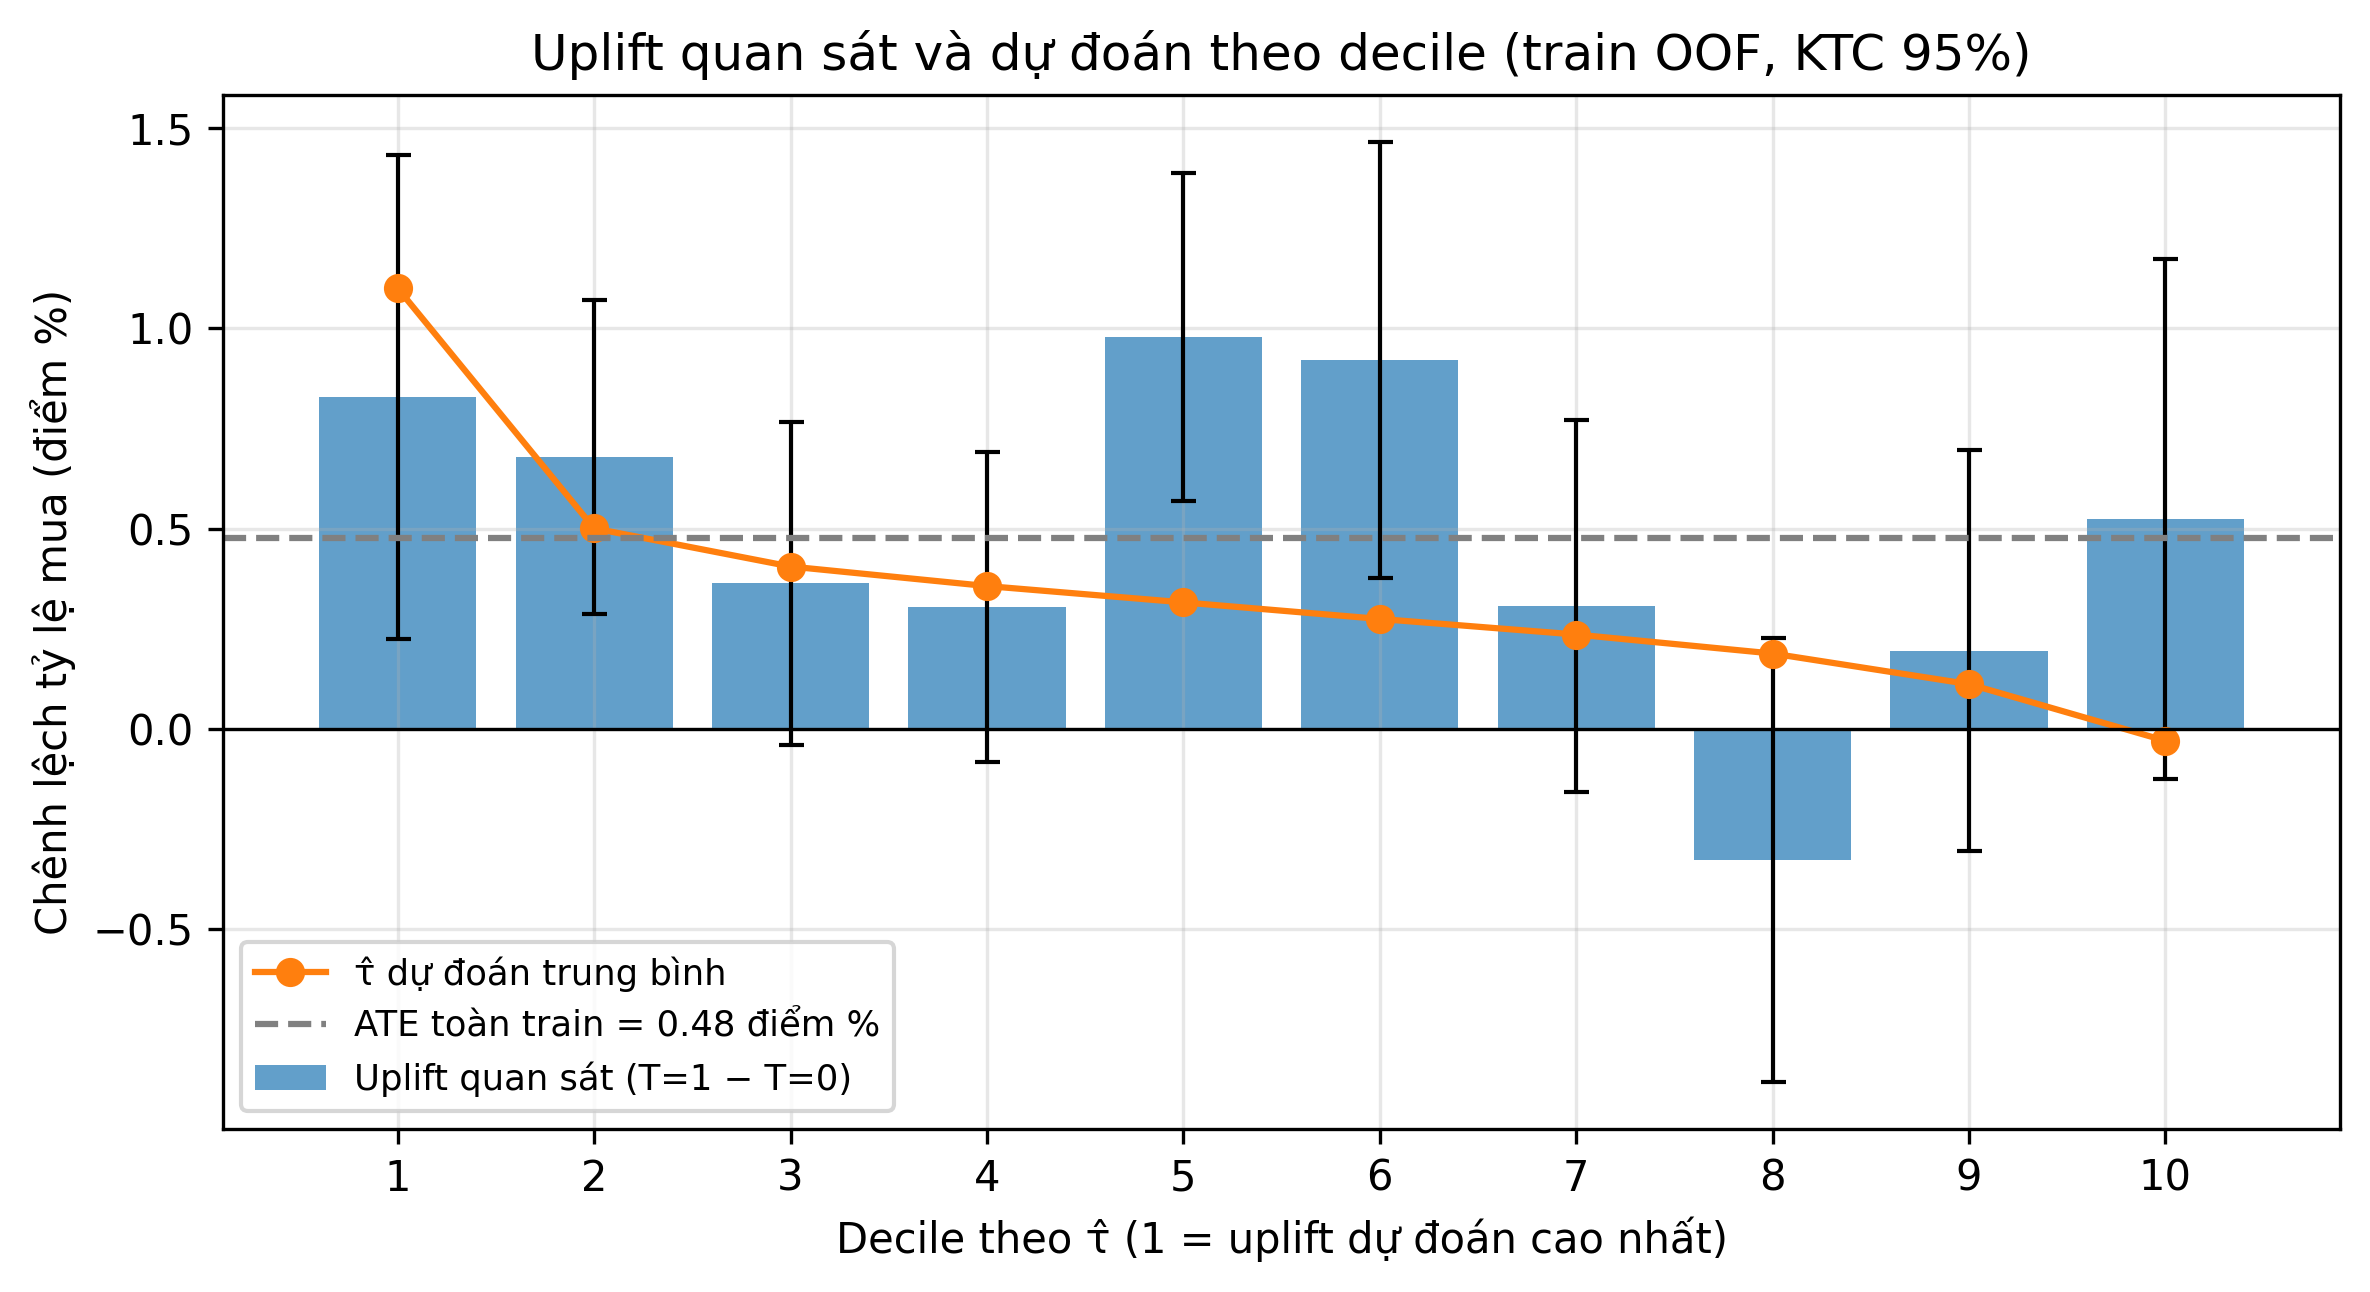 Uplift quan sát và dự đoán theo decile (train OOF, KTC 95%)
Chênh lệch tỷ lệ mua (điểm %)
1.5
1.0
0.5
0.0
−0.5
τ̂ dự đoán trung bình
ATE toàn train = 0.48 điểm %
Uplift quan sát (T=1 − T=0)
1 2 3 4 5 6 7 8 9 10
Decile theo τ̂ (1 = uplift dự đoán cao nhất)